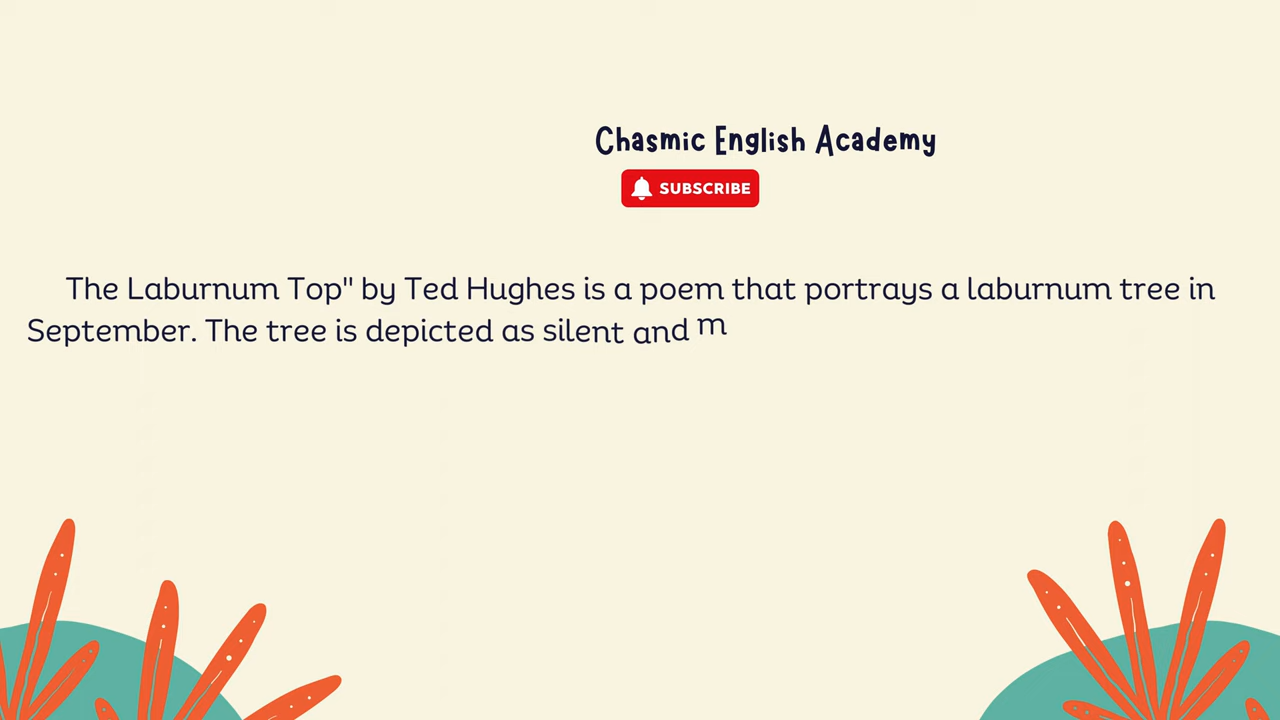 Chasmic English Academy
SUBSCRIBE
The Laburnum Top" by Ted Hughes is a poem that portrays a laburnum tree in
September. The tree is depicted as silent and m